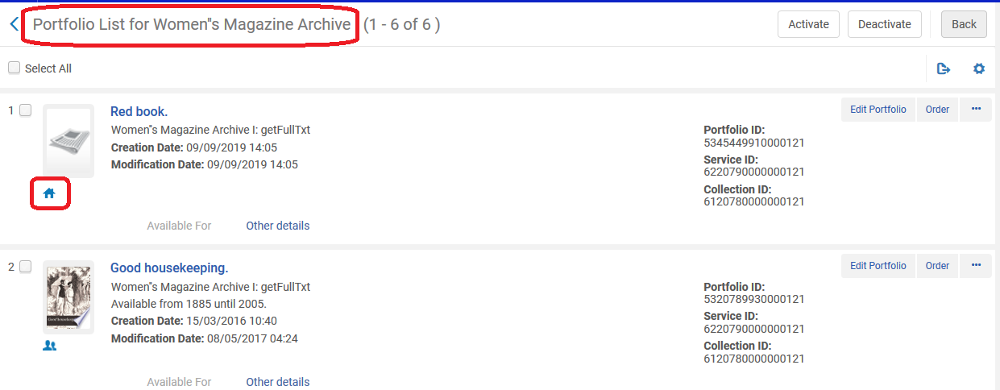 Portfolio List for Women"s Magazine Archive (1 - 6 of 6 )
Activate
Deactivate
Back
Select All
1
Red book.
Women"s Magazine Archive I: getFullTxt
Creation Date: 09/09/2019 14:05
Modification Date: 09/09/2019 14:05
Edit Portfolio
Order
Portfolio ID:
5345449910000121
Service ID:
6220790000000121
Collection ID:
6120780000000121
Available For
Other details
2
Good housekeeping.
Women"s Magazine Archive I: getFullTxt
Available from 1885 until 2005.
Creation Date: 15/03/2016 10:40
Modification Date: 08/05/2017 04:24
Edit Portfolio
Order
Portfolio ID:
5320789930000121
Service ID:
6220790000000121
Collection ID:
6120780000000121
Available For
Other details